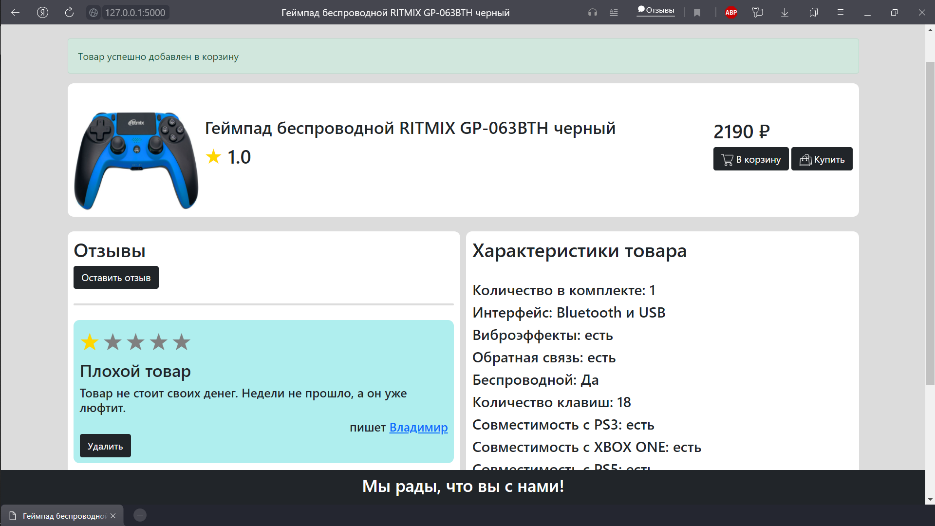 127.0.0.1:5000
Геймпад беспроводной RITMIX GP-063BTH черный
Отзывы
ABP
Товар успешно добавлен в корзину
RITMIX
Геймпад беспроводной RITMIX GP-063BTH черный
1.0
2190 ₽
В корзину
Купить
Отзывы
Оставить отзыв
Плохой товар
Товар не стоит своих денег. Недели не прошло, а он уже
люфтит.
пишет Владимир
Удалить
Характеристики товара
Количество в комплекте: 1
Интерфейс: Bluetooth и USB
Виброэффекты: есть
Обратная связь: есть
Беспроводной: Да
Количество клавиш: 18
Совместимость с PS3: есть
Совместимость с XBOX ONE: есть
Совместимость с PS5: есть
Мы рады, что вы с нами!
Геймпад беспроводно